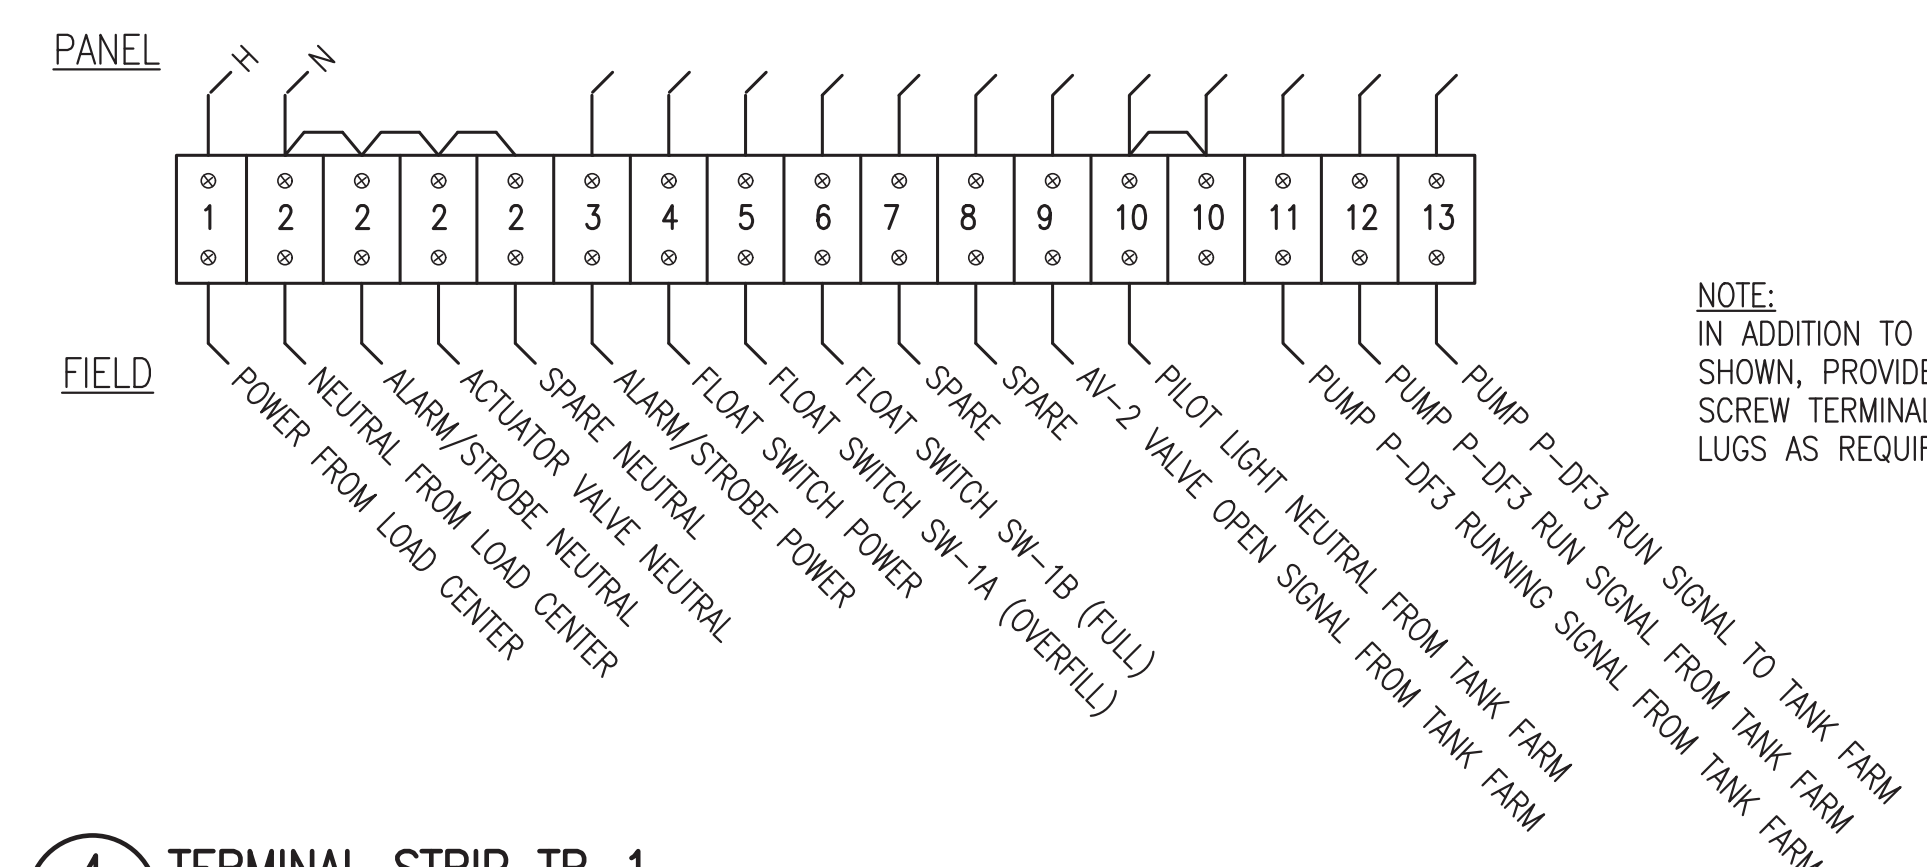 PANEL
H
N
1 2 2 2 2 3 4 5 6 7 8 9 10 10 11 12 13
FIELD
POWER FROM LOAD CENTER
NEUTRAL FROM LOAD CENTER
ALARM/STROBE NEUTRAL
ACTUATOR VALVE NEUTRAL
SPARE NEUTRAL
ALARM/STROBE POWER
FLOAT SWITCH POWER
FLOAT SWITCH SW-1A (OVERFILL)
FLOAT SWITCH SW-1B (FULL)
SPARE
SPARE
AV-2 VALVE OPEN SIGNAL FROM TANK FARM
PILOT LIGHT NEUTRAL FROM TANK FARM
PUMP P-DF3 RUNNING SIGNAL FROM TANK FARM
PUMP P-DF3 RUN SIGNAL FROM TANK FARM
PUMP P-DF3 RUN SIGNAL TO TANK FARM
NOTE:
IN ADDITION TO
SHOWN, PROVIDE
SCREW TERMINAL
LUGS AS REQUIR
TERMINAL STRIP TB-1